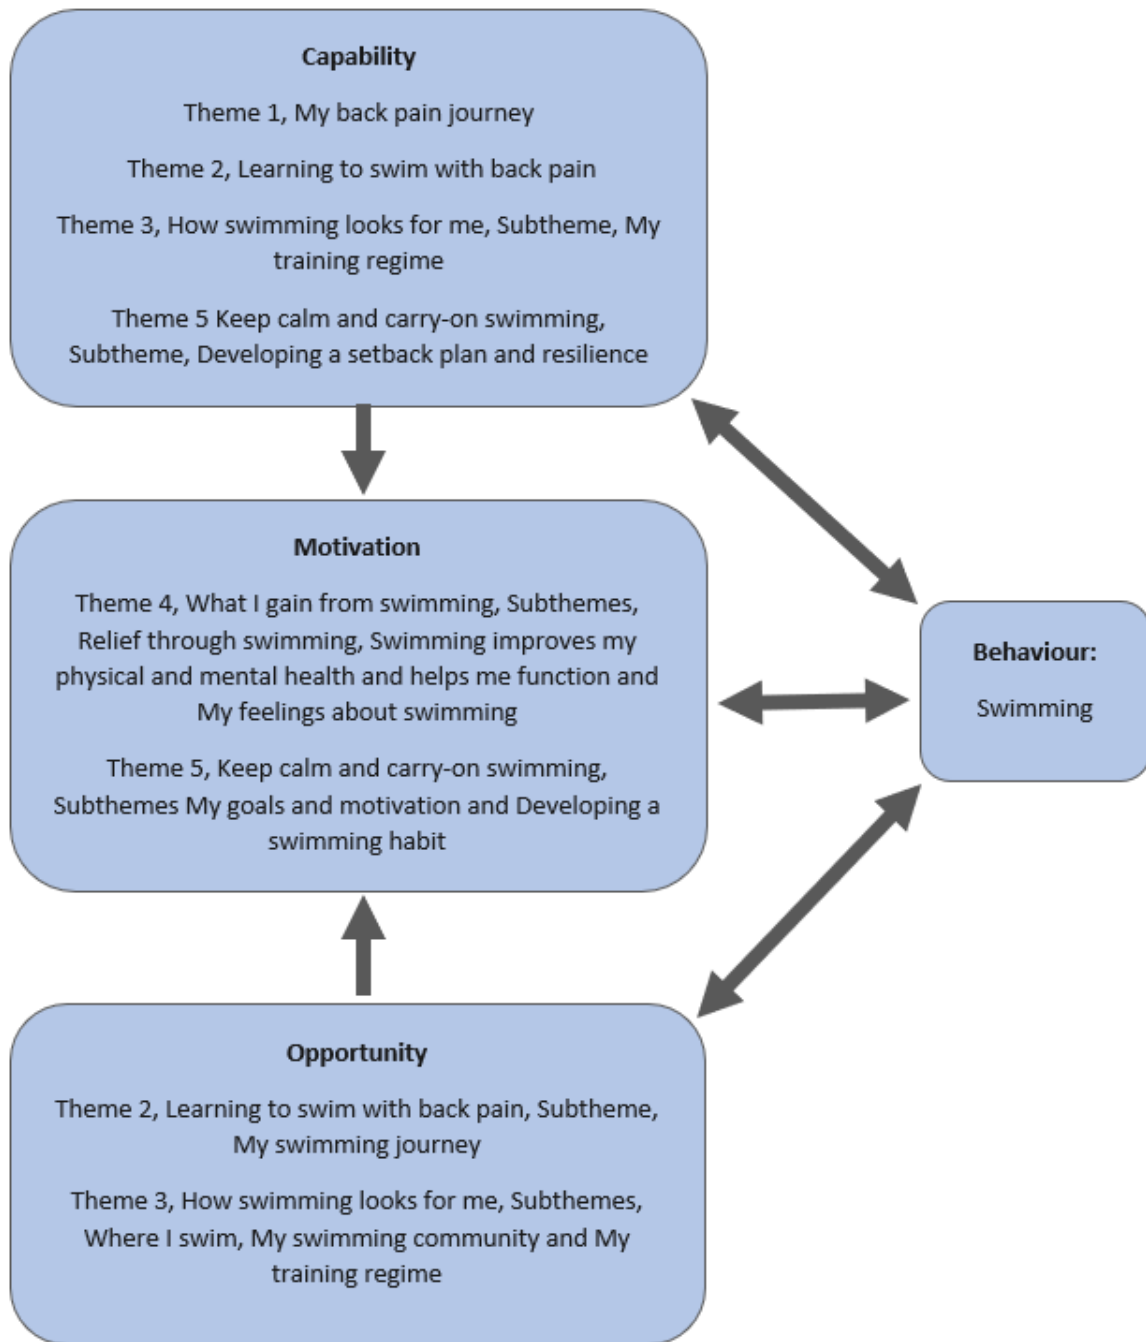 Capability
Theme 1, My back pain journey
Theme 2, Learning to swim with back pain
Theme 3, How swimming looks for me, Subtheme, My
training regime
Theme 5 Keep calm and carry-on swimming,
Subtheme, Developing a setback plan and resilience
Motivation
Theme 4, What I gain from swimming, Subthemes,
Relief through swimming, Swimming improves my
physical and mental health and helps me function and
My feelings about swimming
Theme 5, Keep calm and carry-on swimming,
Subthemes My goals and motivation and Developing a
swimming habit
Behaviour:
Swimming
Opportunity
Theme 2, Learning to swim with back pain, Subtheme,
My swimming journey
Theme 3, How swimming looks for me, Subthemes,
Where I swim, My swimming community and My
training regime